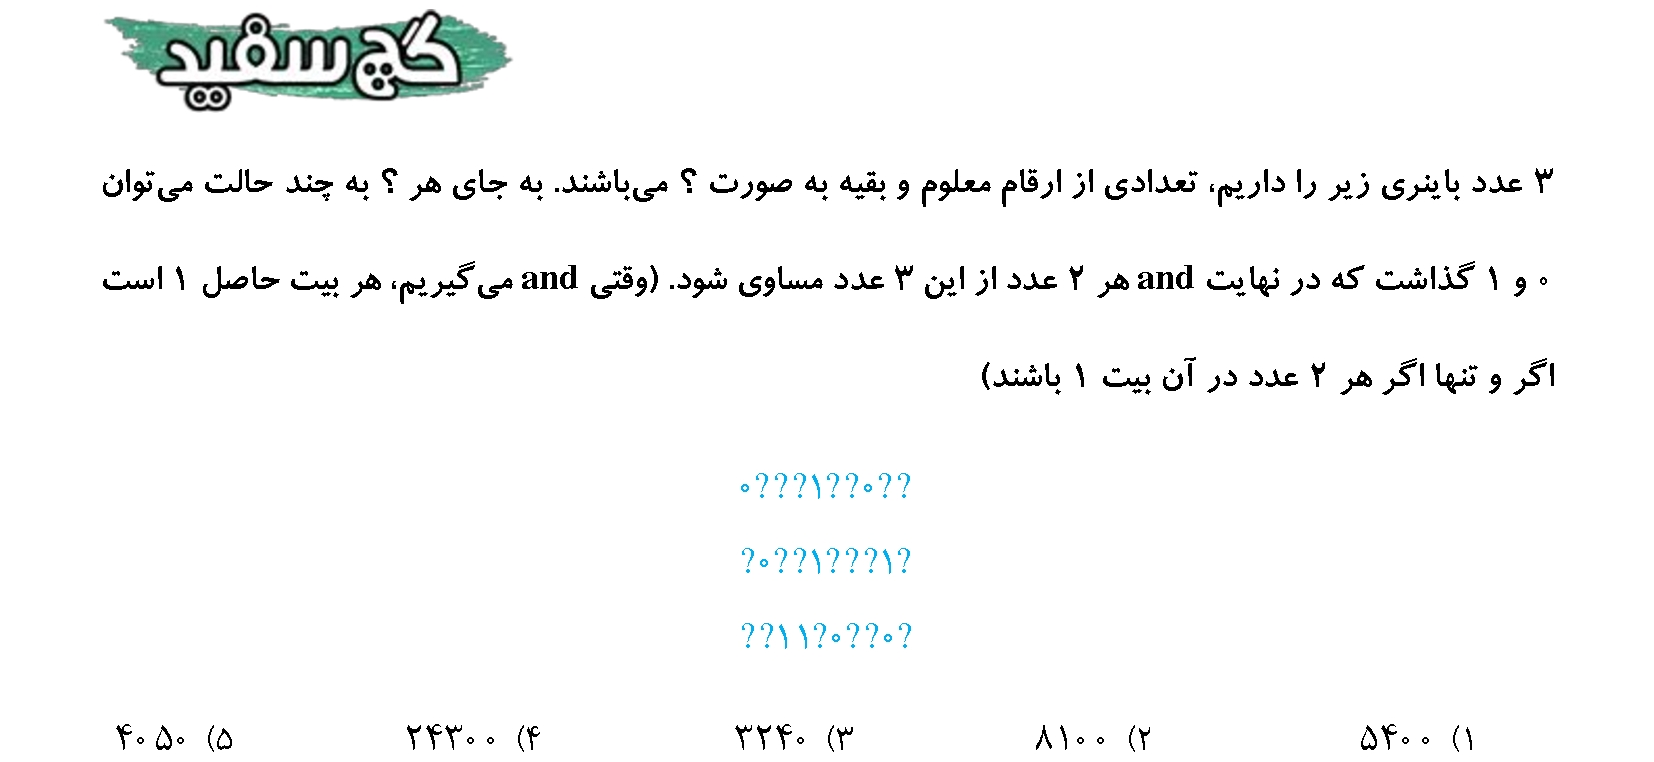 گچ سفید
۳ عدد باینری زیر را داریم، تعدادی از ارقام معلوم و بقیه به صورت ؟ می‌باشند. به جای هر ؟ به چند حالت می‌توان
۰ و ۱ گذاشت که در نهایت and هر ۲ عدد از این ۳ عدد مساوی شود. (وقتی and می‌گیریم، هر بیت حاصل ۱ است
اگر و تنها اگر هر ۲ عدد در آن بیت ۱ باشند)
۰???۱??۰??
?۰??۱???۱?
??۱۱?۰??۰?
۱) ۵۴۰۰ ۲) ۸۱۰۰ ۳) ۳۲۴۰ ۴) ۲۴۳۰۰ ۵) ۴۰۵۰